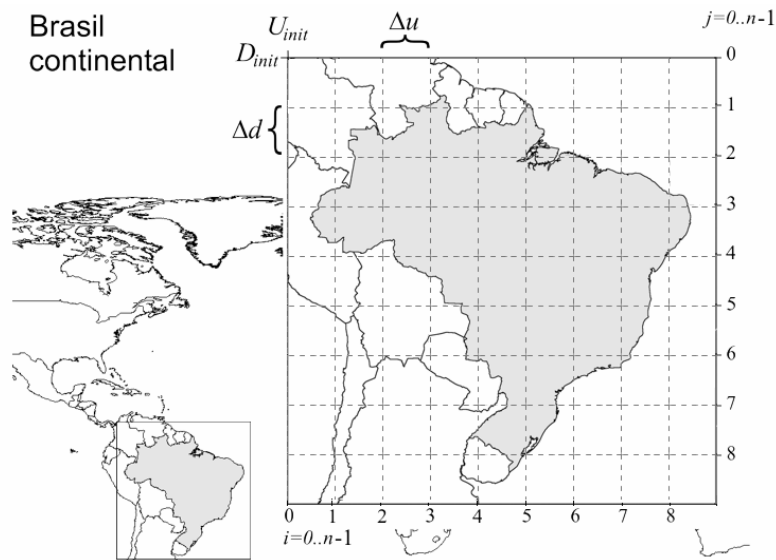 Brasil
continental
U_init
Δu
j=0..n-1
D_init
0
1
Δd
2
3
4
5
6
7
8
0 1 2 3 4 5 6 7 8
i=0..n-1